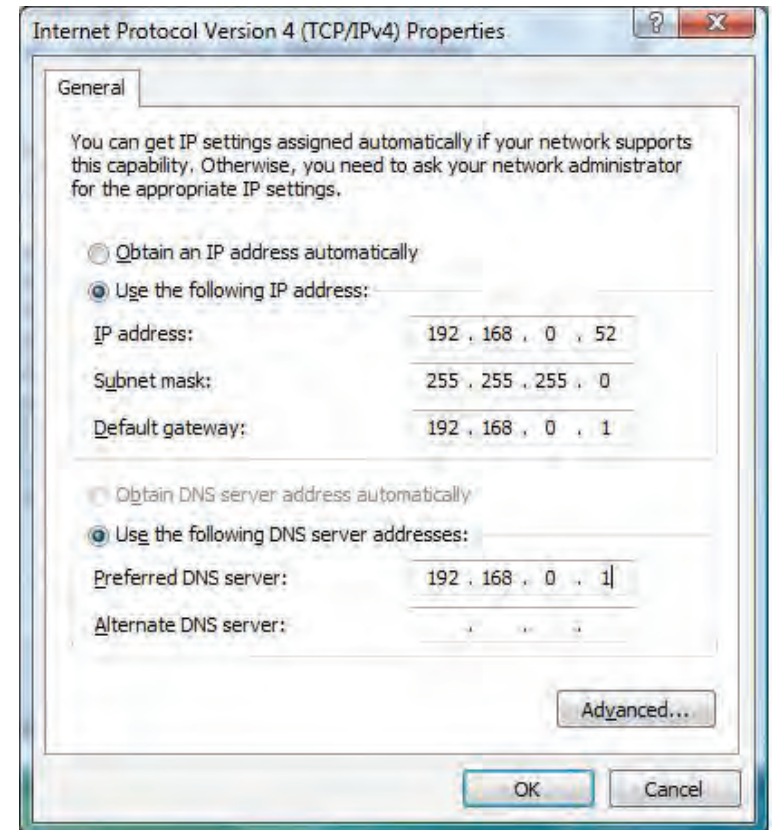 Internet Protocol Version 4 (TCP/IPv4) Properties
General
You can get IP settings assigned automatically if your network supports
this capability. Otherwise, you need to ask your network administrator
for the appropriate IP settings.
Obtain an IP address automatically
Use the following IP address:
IP address: 192 . 168 . 0 . 52
Subnet mask: 255 . 255 . 255 . 0
Default gateway: 192 . 168 . 0 . 1
Obtain DNS server address automatically
Use the following DNS server addresses:
Preferred DNS server: 192 . 168 . 0 . 1
Alternate DNS server: . . .
Advanced...
OK Cancel